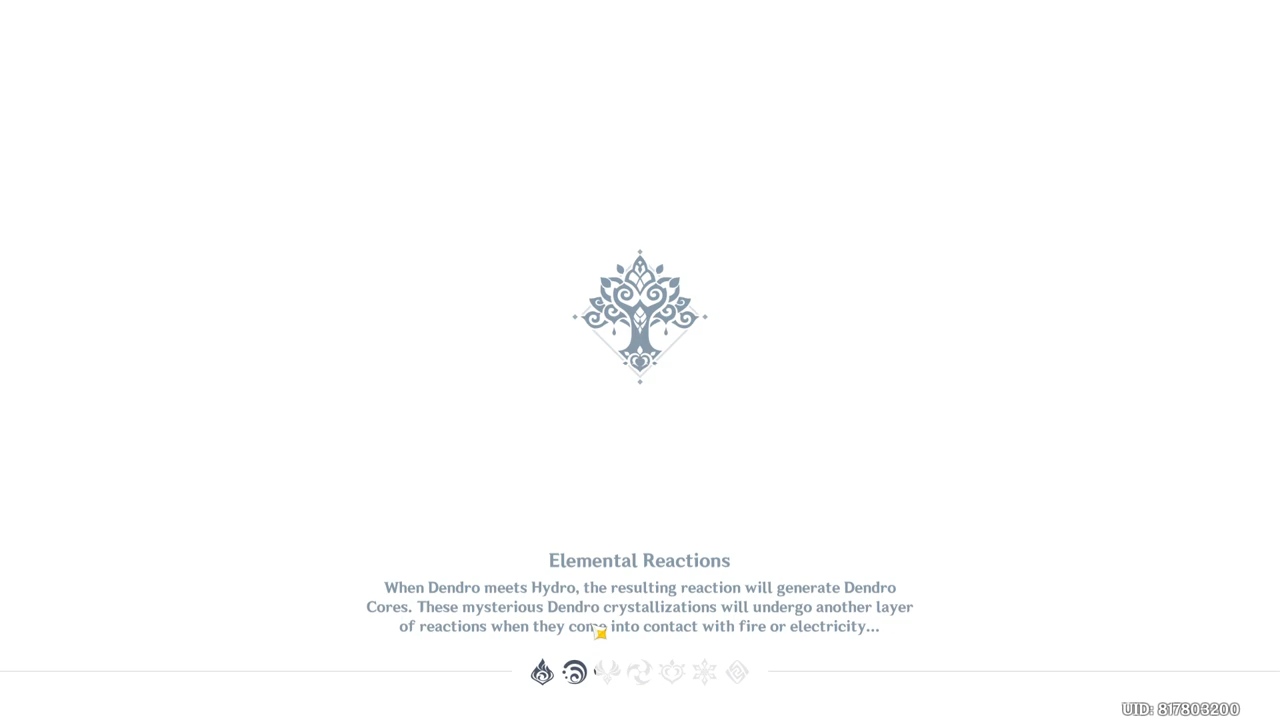 Elemental Reactions
When Dendro meets Hydro, the resulting reaction will generate Dendro
Cores. These mysterious Dendro crystallizations will undergo another layer
of reactions when they come into contact with fire or electricity...
UID: 817803200